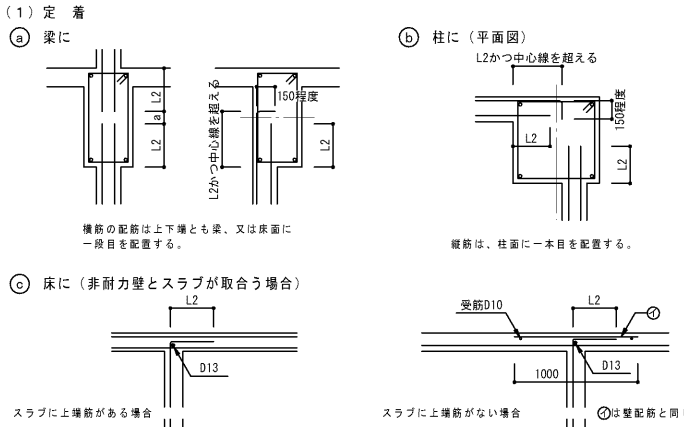 (1) 定 着
ⓐ 梁に
ⓑ 柱に (平面図)
L2かつ中心線を超える
L2
a
L2
L2かつ中心線を超える
150程度
L2
150程度
L2
L2
横筋の配筋は上下端とも梁、又は床面に
一段目を配置する。
縦筋は、柱面に一本目を配置する。
ⓒ 床に (非耐力壁とスラブが取合う場合)
L2
D13
スラブに上端筋がある場合
受筋D10
L2
㋑
D13
1000
スラブに上端筋がない場合
㋑は壁配筋と同